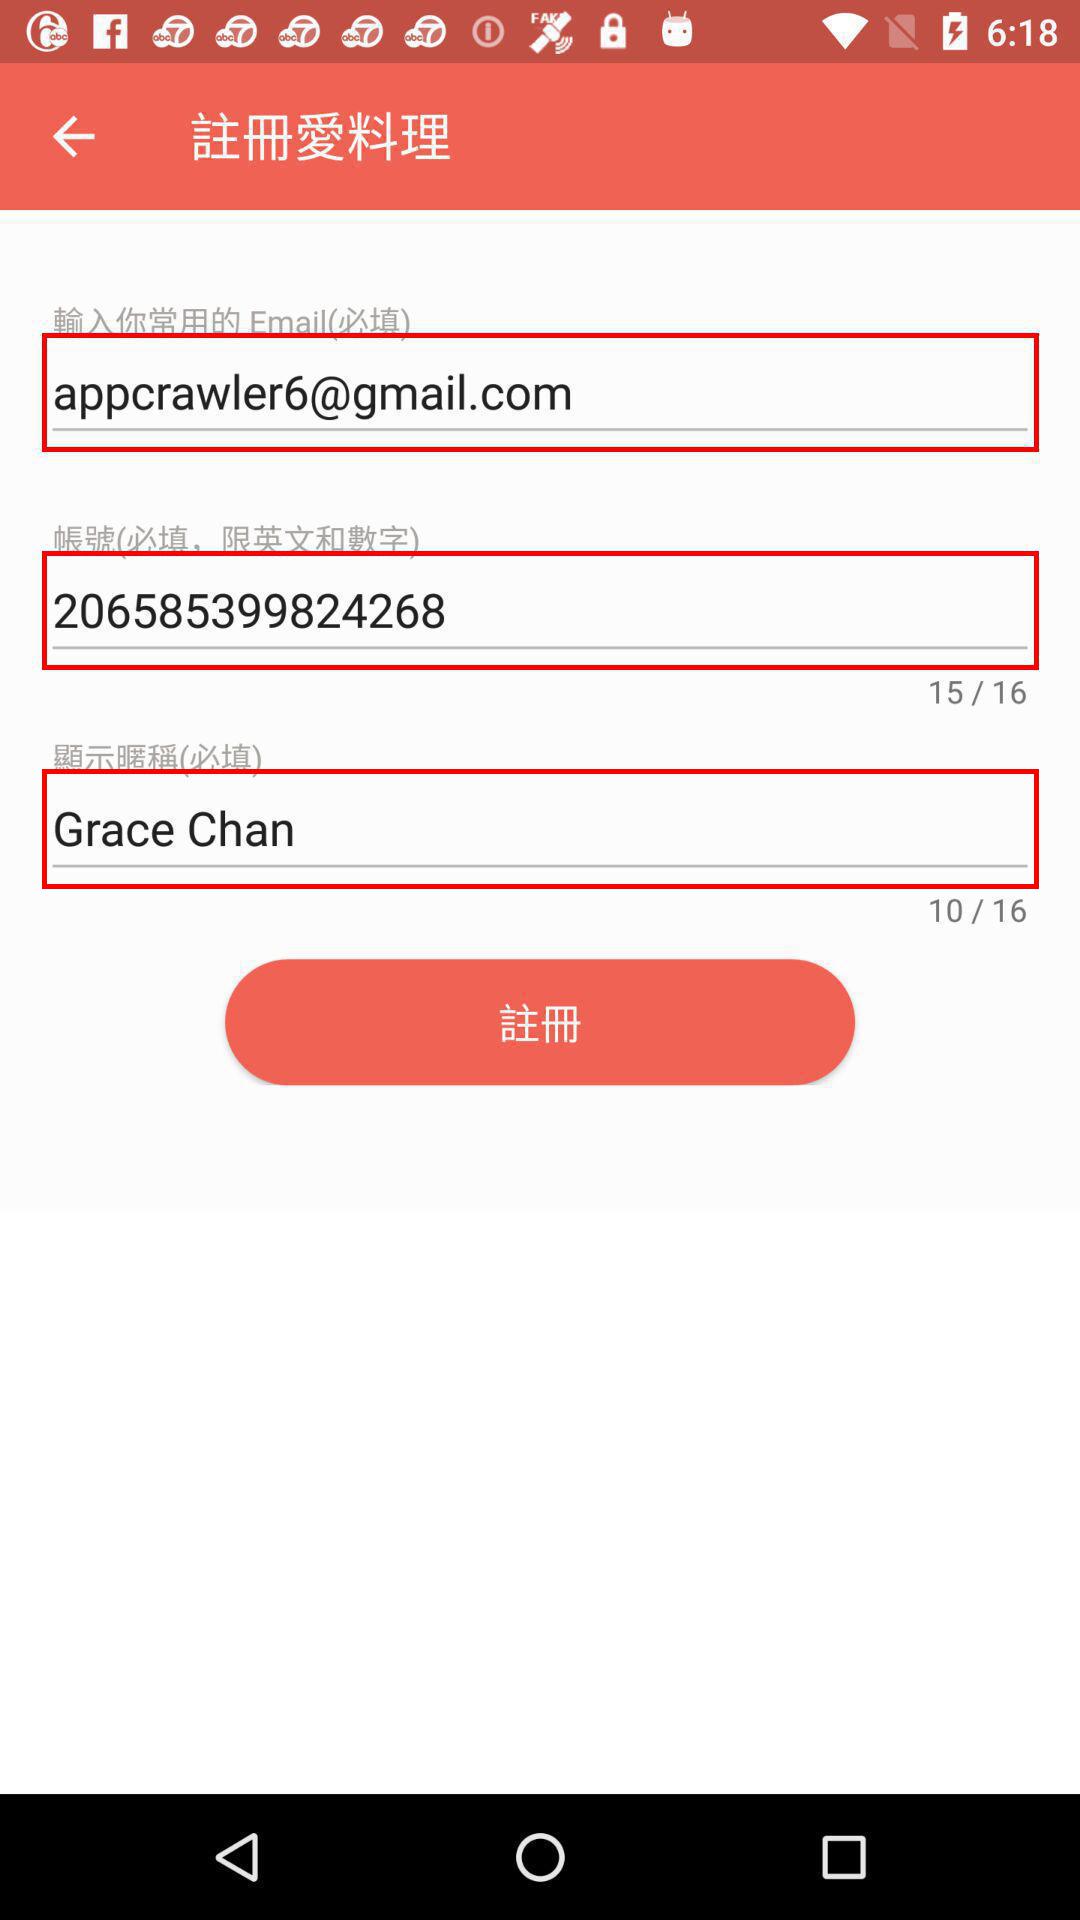 6:18
註冊愛料理
輸入你常用的 Email(必填)
appcrawler6@gmail.com
帳號(必填，限英文和數字)
206585399824268
15 / 16
顯示暱稱(必填)
Grace Chan
10 / 16
註冊